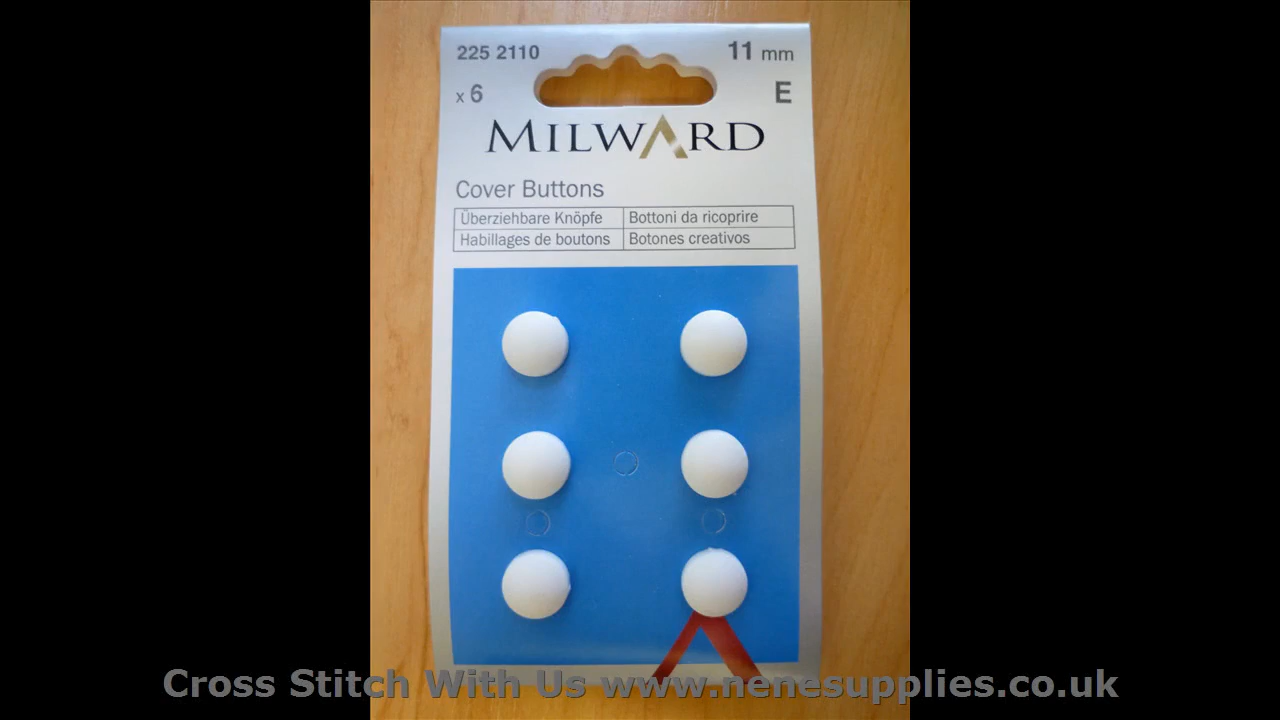 225 2110
11 mm
x 6
E
MILWARD
Cover Buttons
Überziehbare Knöpfe
Bottoni da ricoprire
Habillages de boutons
Botones creativos
Cross Stitch With Us www.nenesupplies.co.uk